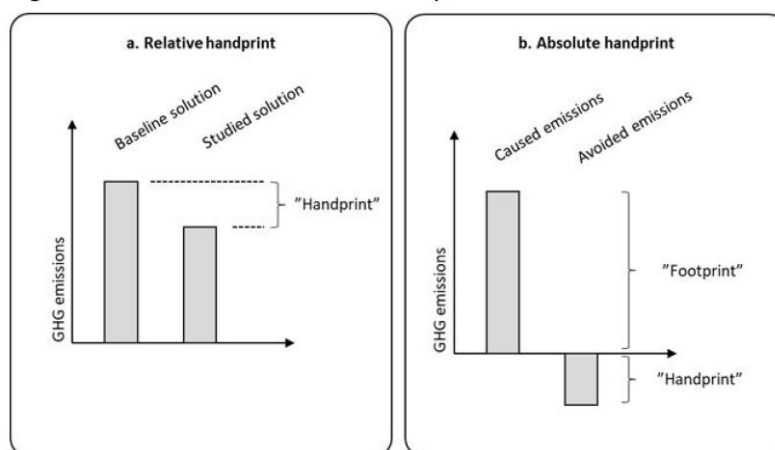 a. Relative handprint
Baseline solution
Studied solution
”Handprint”
GHG emissions
b. Absolute handprint
Caused emissions
Avoided emissions
”Footprint”
”Handprint”
GHG emissions